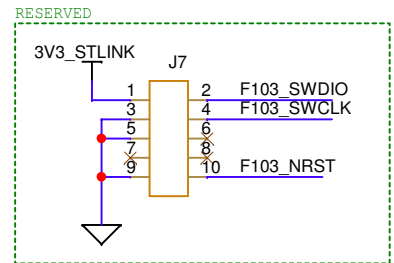 RESERVED
3V3_STLINK
J7
1 2 F103_SWDIO
3 4 F103_SWCLK
5 6
7 8
9 10 F103_NRST